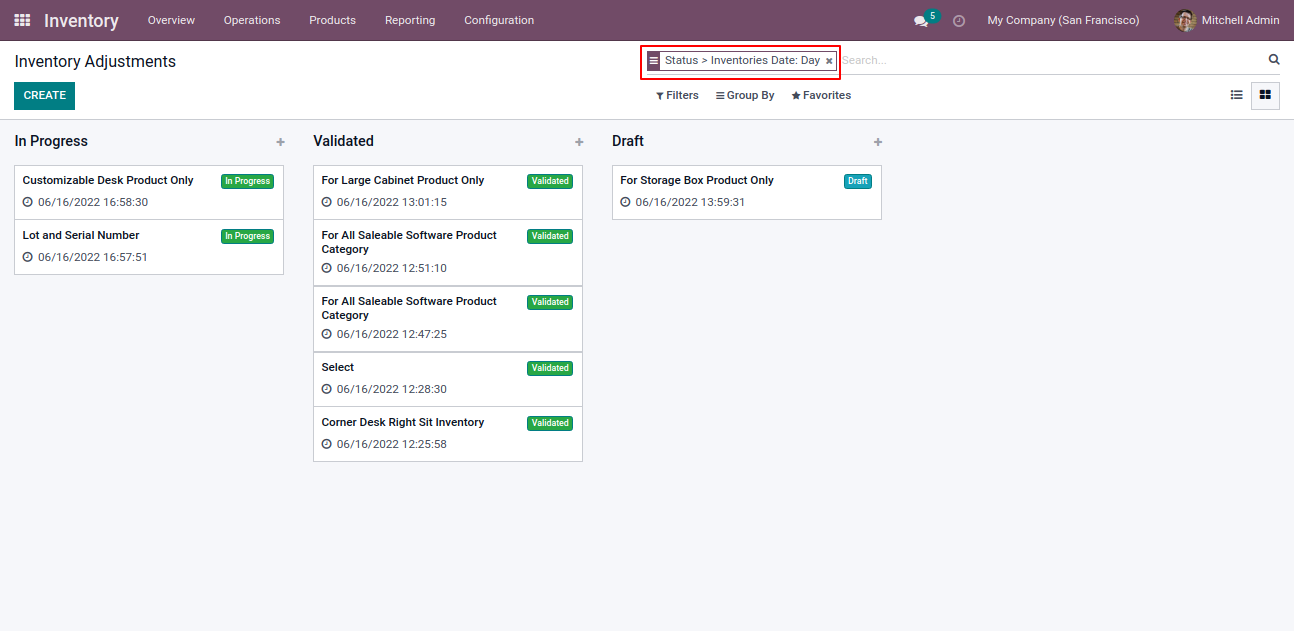 Inventory Overview Operations Products Reporting Configuration 5 My Company (San Francisco) Mitchell Admin
Inventory Adjustments
Status > Inventories Date: Day × Search...
CREATE
Filters Group By Favorites
In Progress +
Customizable Desk Product Only In Progress
06/16/2022 16:58:30
Lot and Serial Number In Progress
06/16/2022 16:57:51
Validated +
For Large Cabinet Product Only Validated
06/16/2022 13:01:15
For All Saleable Software Product Validated
Category
06/16/2022 12:51:10
For All Saleable Software Product Validated
Category
06/16/2022 12:47:25
Select Validated
06/16/2022 12:28:30
Corner Desk Right Sit Inventory Validated
06/16/2022 12:25:58
Draft +
For Storage Box Product Only Draft
06/16/2022 13:59:31